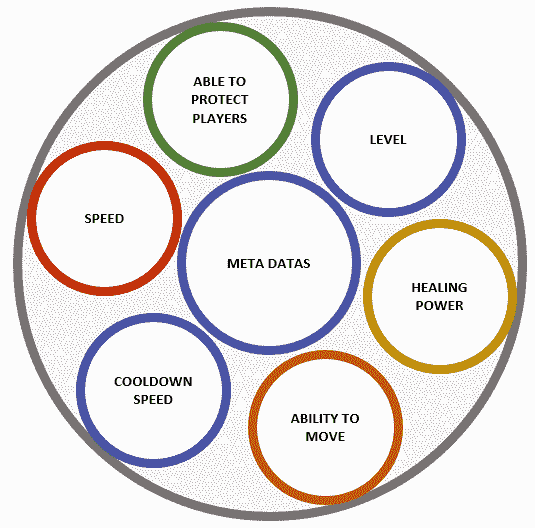 ABLE TO
PROTECT
PLAYERS
LEVEL
SPEED
META DATAS
HEALING
POWER
COOLDOWN
SPEED
ABILITY TO
MOVE